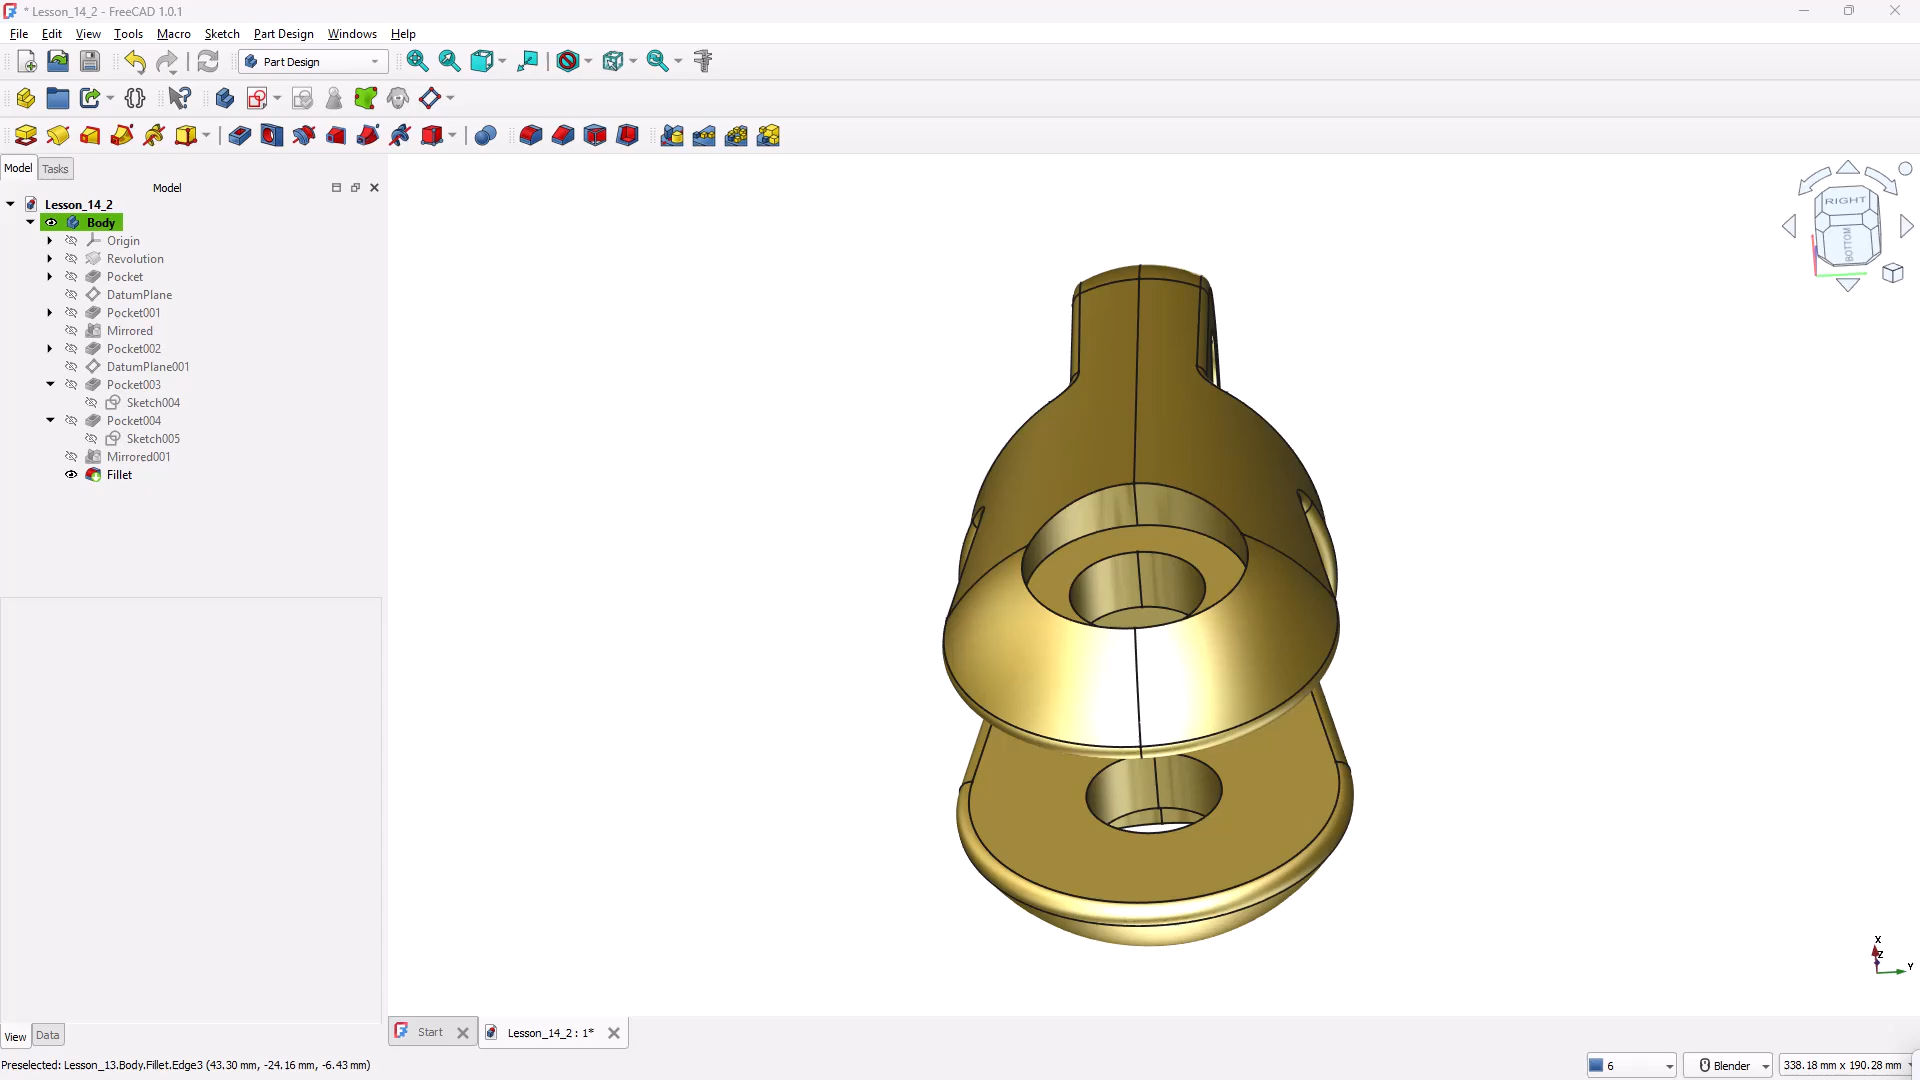 * Lesson_14_2 - FreeCAD 1.0.1
File Edit View Tools Macro Sketch Part Design Windows Help
Part Design
Model Tasks
Model
Lesson_14_2
Body
Origin
Revolution
Pocket
DatumPlane
Pocket001
Mirrored
Pocket002
DatumPlane001
Pocket003
Sketch004
Pocket004
Sketch005
Mirrored001
Fillet
RIGHT
BOTTOM
X
Z
Y
View Data
Start Lesson_14_2 : 1*
Preselected: Lesson_13.Body.Fillet.Edge3 (43.30 mm, -24.16 mm, -6.43 mm)
6 Blender 338.18 mm x 190.28 mm